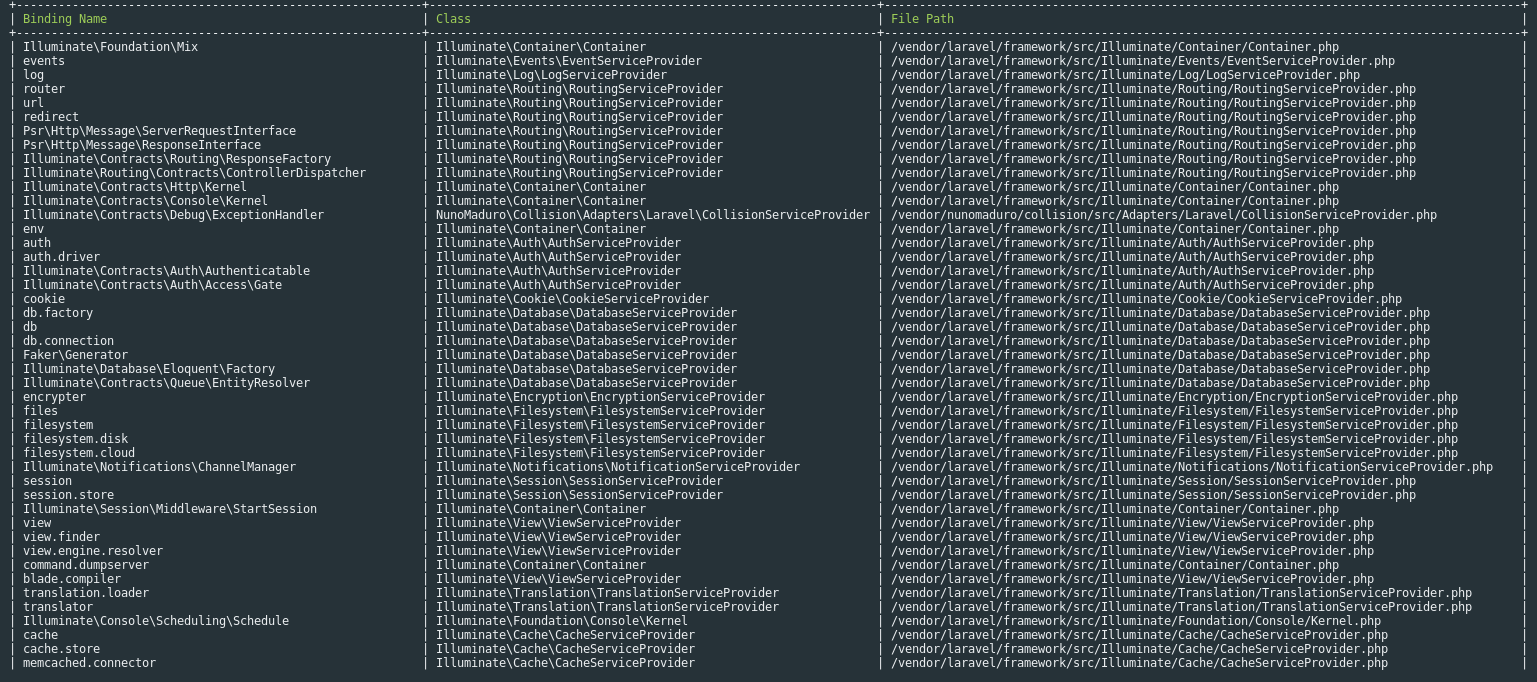 +----------------------------------------------------------+----------------------------------------------------------------+-------------------------------------------------------------------------------------------+
| Binding Name | Class | File Path |
+----------------------------------------------------------+----------------------------------------------------------------+-------------------------------------------------------------------------------------------+
| Illuminate\Foundation\Mix | Illuminate\Container\Container | /vendor/laravel/framework/src/Illuminate/Container/Container.php |
| events | Illuminate\Events\EventServiceProvider | /vendor/laravel/framework/src/Illuminate/Events/EventServiceProvider.php |
| log | Illuminate\Log\LogServiceProvider | /vendor/laravel/framework/src/Illuminate/Log/LogServiceProvider.php |
| router | Illuminate\Routing\RoutingServiceProvider | /vendor/laravel/framework/src/Illuminate/Routing/RoutingServiceProvider.php |
| url | Illuminate\Routing\RoutingServiceProvider | /vendor/laravel/framework/src/Illuminate/Routing/RoutingServiceProvider.php |
| redirect | Illuminate\Routing\RoutingServiceProvider | /vendor/laravel/framework/src/Illuminate/Routing/RoutingServiceProvider.php |
| Psr\Http\Message\ServerRequestInterface | Illuminate\Routing\RoutingServiceProvider | /vendor/laravel/framework/src/Illuminate/Routing/RoutingServiceProvider.php |
| Psr\Http\Message\ResponseInterface | Illuminate\Routing\RoutingServiceProvider | /vendor/laravel/framework/src/Illuminate/Routing/RoutingServiceProvider.php |
| Illuminate\Contracts\Routing\ResponseFactory | Illuminate\Routing\RoutingServiceProvider | /vendor/laravel/framework/src/Illuminate/Routing/RoutingServiceProvider.php |
| Illuminate\Routing\Contracts\ControllerDispatcher | Illuminate\Routing\RoutingServiceProvider | /vendor/laravel/framework/src/Illuminate/Routing/RoutingServiceProvider.php |
| Illuminate\Contracts\Http\Kernel | Illuminate\Container\Container | /vendor/laravel/framework/src/Illuminate/Container/Container.php |
| Illuminate\Contracts\Console\Kernel | Illuminate\Container\Container | /vendor/laravel/framework/src/Illuminate/Container/Container.php |
| Illuminate\Contracts\Debug\ExceptionHandler | NunoMaduro\Collision\Adapters\Laravel\CollisionServiceProvider | /vendor/nunomaduro/collision/src/Adapters/Laravel/CollisionServiceProvider.php |
| env | Illuminate\Container\Container | /vendor/laravel/framework/src/Illuminate/Container/Container.php |
| auth | Illuminate\Auth\AuthServiceProvider | /vendor/laravel/framework/src/Illuminate/Auth/AuthServiceProvider.php |
| auth.driver | Illuminate\Auth\AuthServiceProvider | /vendor/laravel/framework/src/Illuminate/Auth/AuthServiceProvider.php |
| Illuminate\Contracts\Auth\Authenticatable | Illuminate\Auth\AuthServiceProvider | /vendor/laravel/framework/src/Illuminate/Auth/AuthServiceProvider.php |
| Illuminate\Contracts\Auth\Access\Gate | Illuminate\Auth\AuthServiceProvider | /vendor/laravel/framework/src/Illuminate/Auth/AuthServiceProvider.php |
| cookie | Illuminate\Cookie\CookieServiceProvider | /vendor/laravel/framework/src/Illuminate/Cookie/CookieServiceProvider.php |
| db.factory | Illuminate\Database\DatabaseServiceProvider | /vendor/laravel/framework/src/Illuminate/Database/DatabaseServiceProvider.php |
| db | Illuminate\Database\DatabaseServiceProvider | /vendor/laravel/framework/src/Illuminate/Database/DatabaseServiceProvider.php |
| db.connection | Illuminate\Database\DatabaseServiceProvider | /vendor/laravel/framework/src/Illuminate/Database/DatabaseServiceProvider.php |
| Faker\Generator | Illuminate\Database\DatabaseServiceProvider | /vendor/laravel/framework/src/Illuminate/Database/DatabaseServiceProvider.php |
| Illuminate\Database\Eloquent\Factory | Illuminate\Database\DatabaseServiceProvider | /vendor/laravel/framework/src/Illuminate/Database/DatabaseServiceProvider.php |
| Illuminate\Contracts\Queue\EntityResolver | Illuminate\Database\DatabaseServiceProvider | /vendor/laravel/framework/src/Illuminate/Database/DatabaseServiceProvider.php |
| encrypter | Illuminate\Encryption\EncryptionServiceProvider | /vendor/laravel/framework/src/Illuminate/Encryption/EncryptionServiceProvider.php |
| files | Illuminate\Filesystem\FilesystemServiceProvider | /vendor/laravel/framework/src/Illuminate/Filesystem/FilesystemServiceProvider.php |
| filesystem | Illuminate\Filesystem\FilesystemServiceProvider | /vendor/laravel/framework/src/Illuminate/Filesystem/FilesystemServiceProvider.php |
| filesystem.disk | Illuminate\Filesystem\FilesystemServiceProvider | /vendor/laravel/framework/src/Illuminate/Filesystem/FilesystemServiceProvider.php |
| filesystem.cloud | Illuminate\Filesystem\FilesystemServiceProvider | /vendor/laravel/framework/src/Illuminate/Filesystem/FilesystemServiceProvider.php |
| Illuminate\Notifications\ChannelManager | Illuminate\Notifications\NotificationServiceProvider | /vendor/laravel/framework/src/Illuminate/Notifications/NotificationServiceProvider.php |
| session | Illuminate\Session\SessionServiceProvider | /vendor/laravel/framework/src/Illuminate/Session/SessionServiceProvider.php |
| session.store | Illuminate\Session\SessionServiceProvider | /vendor/laravel/framework/src/Illuminate/Session/SessionServiceProvider.php |
| Illuminate\Session\Middleware\StartSession | Illuminate\Container\Container | /vendor/laravel/framework/src/Illuminate/Container/Container.php |
| view | Illuminate\View\ViewServiceProvider | /vendor/laravel/framework/src/Illuminate/View/ViewServiceProvider.php |
| view.finder | Illuminate\View\ViewServiceProvider | /vendor/laravel/framework/src/Illuminate/View/ViewServiceProvider.php |
| view.engine.resolver | Illuminate\View\ViewServiceProvider | /vendor/laravel/framework/src/Illuminate/View/ViewServiceProvider.php |
| command.dumpserver | Illuminate\Container\Container | /vendor/laravel/framework/src/Illuminate/Container/Container.php |
| blade.compiler | Illuminate\View\ViewServiceProvider | /vendor/laravel/framework/src/Illuminate/View/ViewServiceProvider.php |
| translation.loader | Illuminate\Translation\TranslationServiceProvider | /vendor/laravel/framework/src/Illuminate/Translation/TranslationServiceProvider.php |
| translator | Illuminate\Translation\TranslationServiceProvider | /vendor/laravel/framework/src/Illuminate/Translation/TranslationServiceProvider.php |
| Illuminate\Console\Scheduling\Schedule | Illuminate\Foundation\Console\Kernel | /vendor/laravel/framework/src/Illuminate/Foundation/Console/Kernel.php |
| cache | Illuminate\Cache\CacheServiceProvider | /vendor/laravel/framework/src/Illuminate/Cache/CacheServiceProvider.php |
| cache.store | Illuminate\Cache\CacheServiceProvider | /vendor/laravel/framework/src/Illuminate/Cache/CacheServiceProvider.php |
| memcached.connector | Illuminate\Cache\CacheServiceProvider | /vendor/laravel/framework/src/Illuminate/Cache/CacheServiceProvider.php |